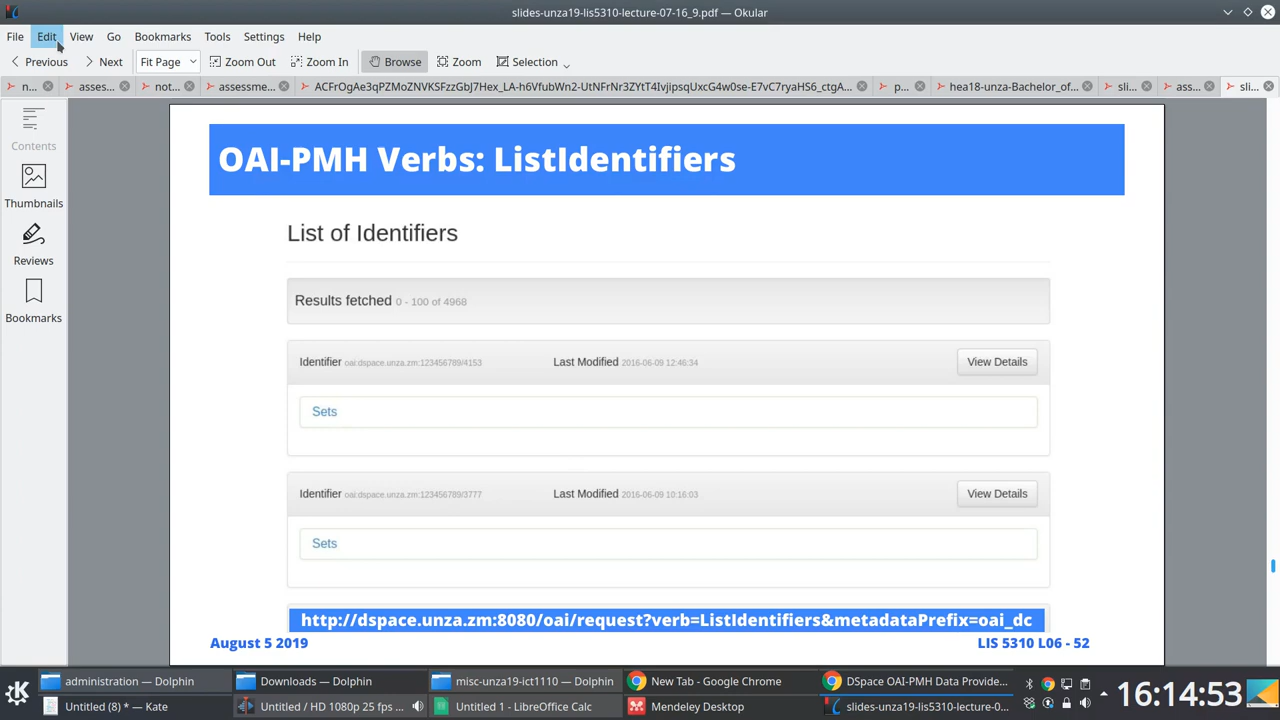 slides-unza19-lis5310-lecture-07-16_9.pdf — Okular
File Edit View Go Bookmarks Tools Settings Help
Previous Next Fit Page Zoom Out Zoom In Browse Zoom Selection
n... asses... not... assessme... ACFrOgAe3qPZMoZNVKSFzzGbJ7Hex_LA-h6VfubWn2-UtNFrNr3ZYtT4IvjipsqUxcG4w0se-E7vC7ryaHS6_ctgA... p... hea18-unza-Bachelor_of... sli... ass... sli...
Contents
Thumbnails
Reviews
Bookmarks
OAI-PMH Verbs: ListIdentifiers
List of Identifiers
Results fetched 0 - 100 of 4968
Identifier oai:dspace.unza.zm:123456789/4153 Last Modified 2016-06-09 12:46:34 View Details
Sets
Identifier oai:dspace.unza.zm:123456789/3777 Last Modified 2016-06-09 10:16:03 View Details
Sets
http://dspace.unza.zm:8080/oai/request?verb=ListIdentifiers&metadataPrefix=oai_dc
August 5 2019 LIS 5310 L06 - 52
administration — Dolphin Downloads — Dolphin misc-unza19-ict1110 — Dolphin New Tab - Google Chrome DSpace OAI-PMH Data Provide...
Untitled (8) * — Kate Untitled / HD 1080p 25 fps ... Untitled 1 - LibreOffice Calc Mendeley Desktop slides-unza19-lis5310-lecture-0...
16:14:53